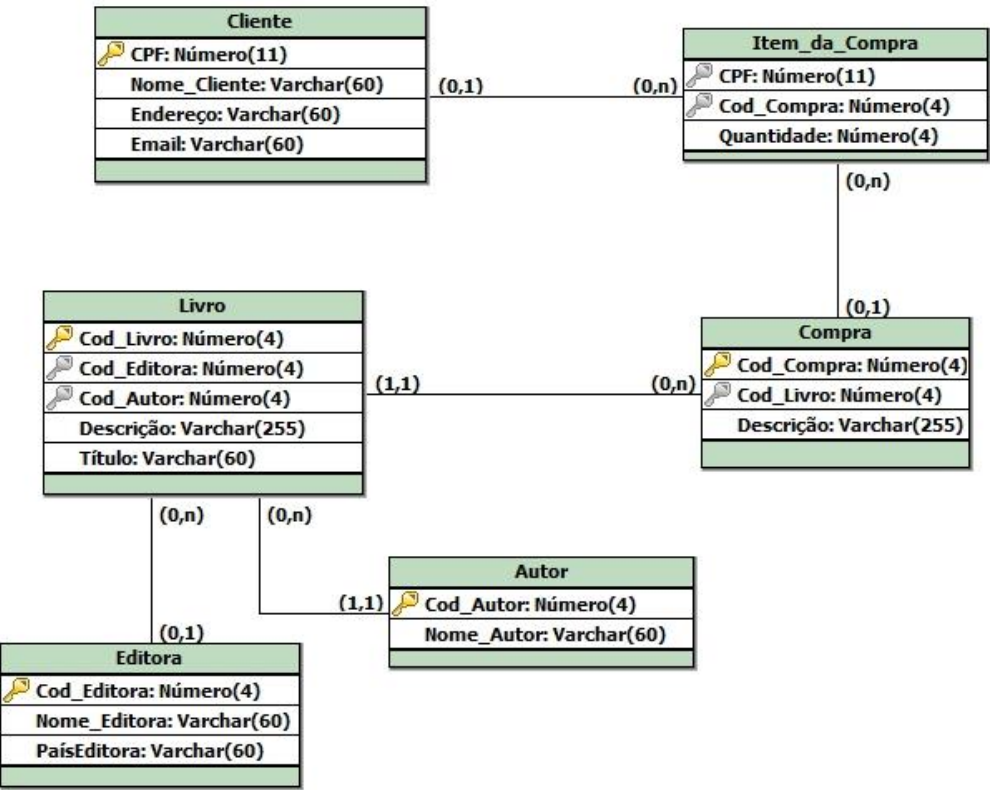 Cliente
CPF: Número(11)
Nome_Cliente: Varchar(60)
Endereço: Varchar(60)
Email: Varchar(60)
(0,1)
(0,n)
Item_da_Compra
CPF: Número(11)
Cod_Compra: Número(4)
Quantidade: Número(4)
(0,n)
(0,1)
Livro
Cod_Livro: Número(4)
Cod_Editora: Número(4)
Cod_Autor: Número(4)
Descrição: Varchar(255)
Título: Varchar(60)
(1,1)
(0,n)
Compra
Cod_Compra: Número(4)
Cod_Livro: Número(4)
Descrição: Varchar(255)
(0,n)
(0,n)
(1,1)
Autor
Cod_Autor: Número(4)
Nome_Autor: Varchar(60)
(0,1)
Editora
Cod_Editora: Número(4)
Nome_Editora: Varchar(60)
PaísEditora: Varchar(60)